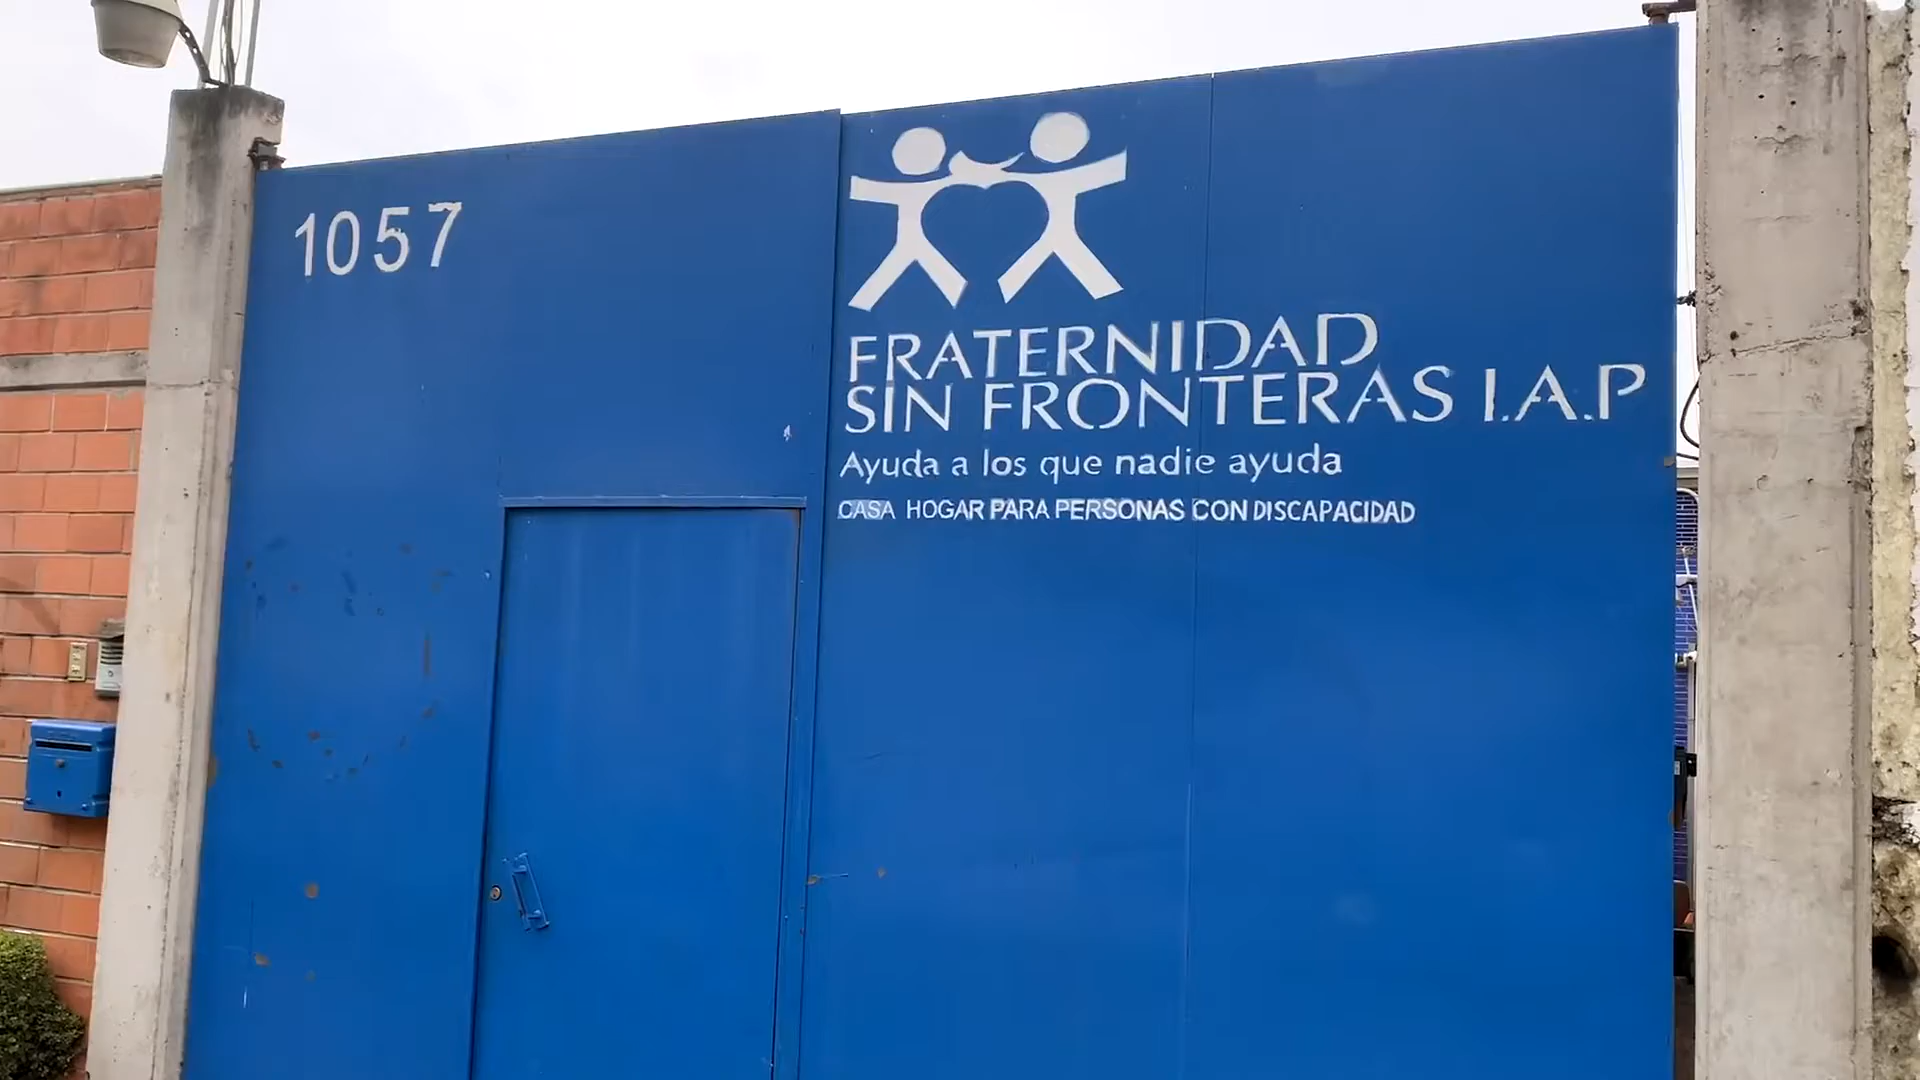 1057
FRATERNIDAD
SIN FRONTERAS I.A.P
Ayuda a los que nadie ayuda
CASA HOGAR PARA PERSONAS CON DISCAPACIDAD